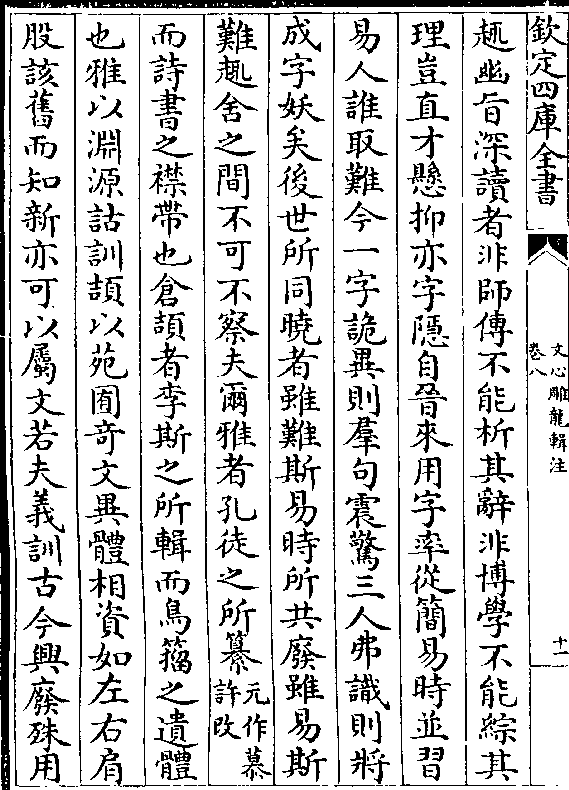 欽定四庫全書
文心雕龍輯注
卷八
十一
趣幽旨深讀者非師傳不能析其辭非博學不能綜其
理豈直才懸抑亦字隱自晉來用字率從簡易時並習
易人誰取難今一字詭異則羣句震驚三人弗識則將
成字妖矣後世所同曉者雖難斯易時所共廢雖易斯
難趣舍之間不可不察夫爾雅者孔徒之所纂元作慕許改
而詩書之襟帶也倉頡者李斯之所輯而鳥籀之遺體
也雅以淵源詁訓頡以苑囿奇文異體相資如左右肩
股該舊而知新亦可以屬文若夫義訓古今興廢殊用